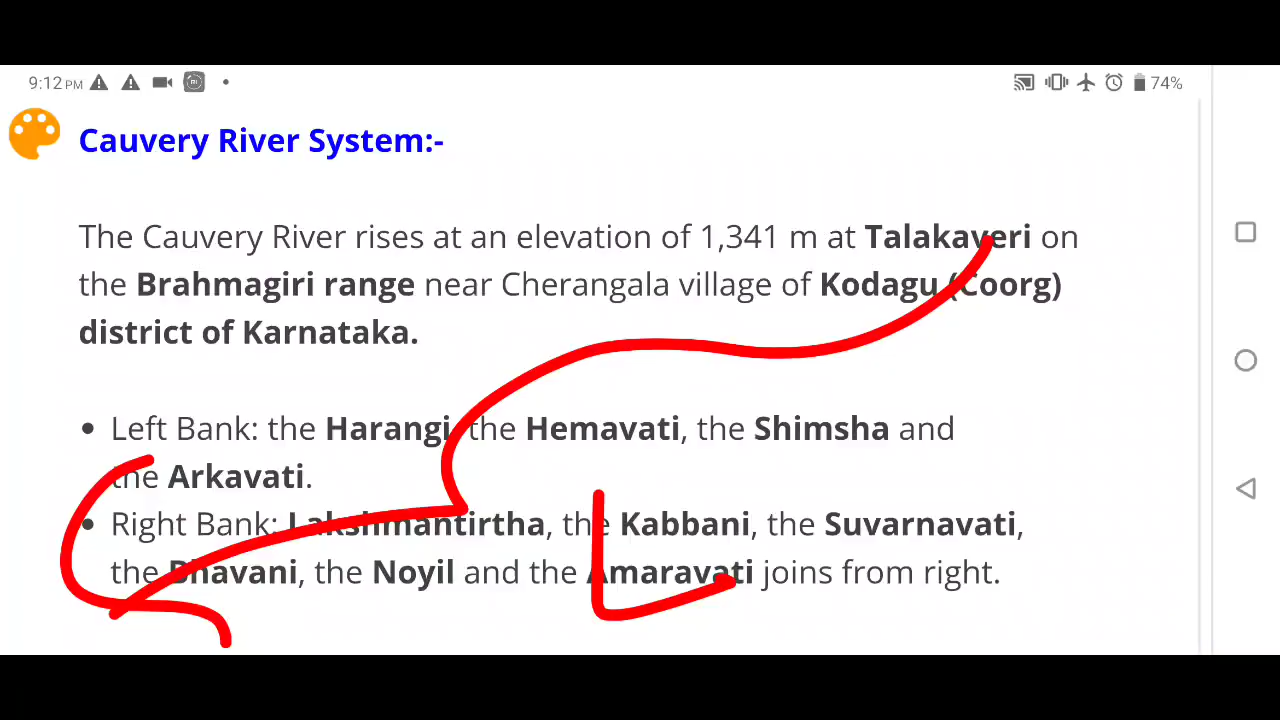 9:12 PM
74%
Cauvery River System:-
The Cauvery River rises at an elevation of 1,341 m at Talakaveri on
the Brahmagiri range near Cherangala village of Kodagu (Coorg)
district of Karnataka.
• Left Bank: the Harangi, the Hemavati, the Shimsha and
the Arkavati.
• Right Bank: Lakshmantirtha, the Kabbani, the Suvarnavati,
the Bhavani, the Noyil and the Amaravati joins from right.